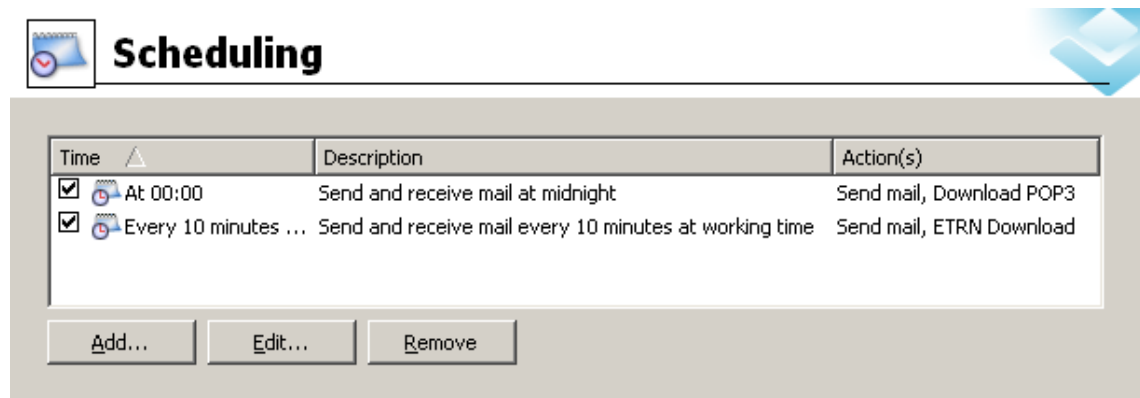 Scheduling
Time Description Action(s)
At 00:00 Send and receive mail at midnight Send mail, Download POP3
Every 10 minutes ... Send and receive mail every 10 minutes at working time Send mail, ETRN Download
Add... Edit... Remove